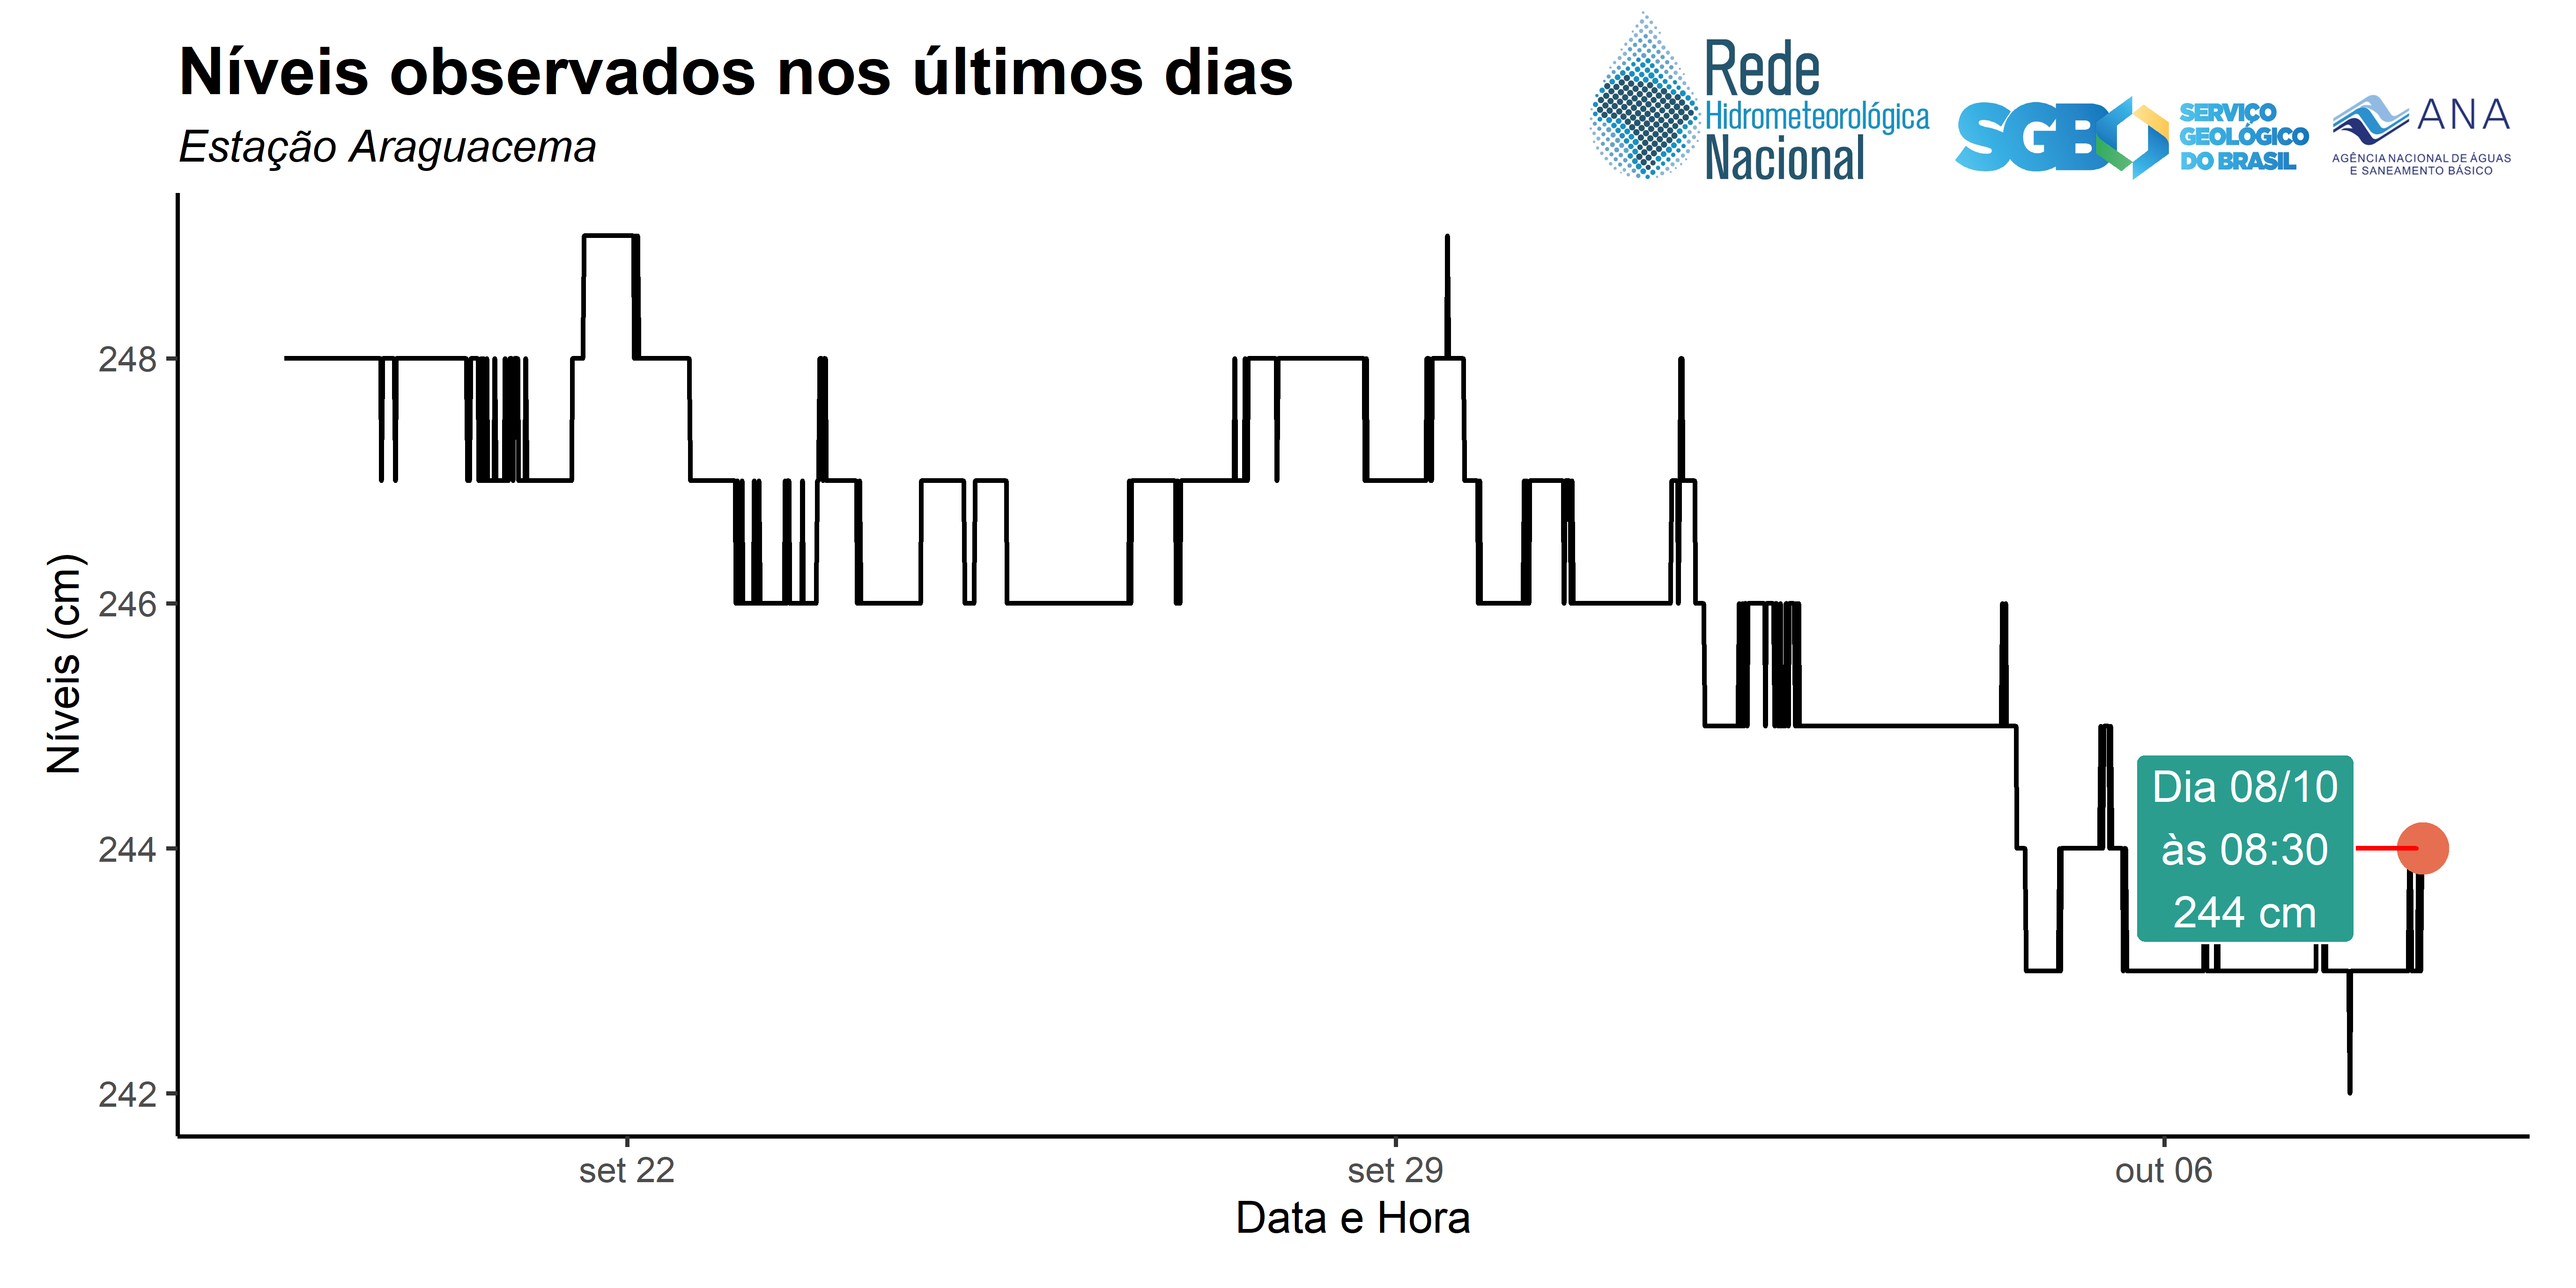 Níveis observados nos últimos dias
Estação Araguacema
Rede
Hidrometeorológica
Nacional
SGB
SERVIÇO
GEOLÓGICO
DO BRASIL
ANA
AGÊNCIA NACIONAL DE ÁGUAS
E SANEAMENTO BÁSICO
Níveis (cm)
248
246
244
242
Dia 08/10
às 08:30
244 cm
set 22
set 29
out 06
Data e Hora